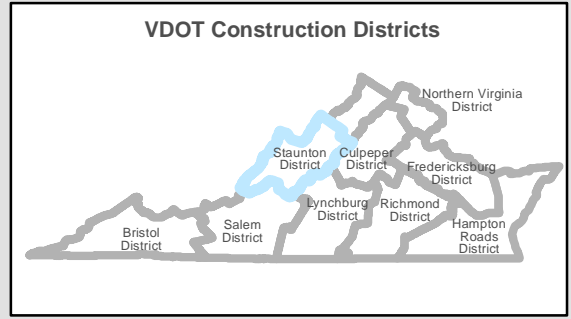 VDOT Construction Districts
Northern Virginia
District
Staunton
District
Culpeper
District
Fredericksburg
District
Bristol
District
Salem
District
Lynchburg
District
Richmond
District
Hampton
Roads
District